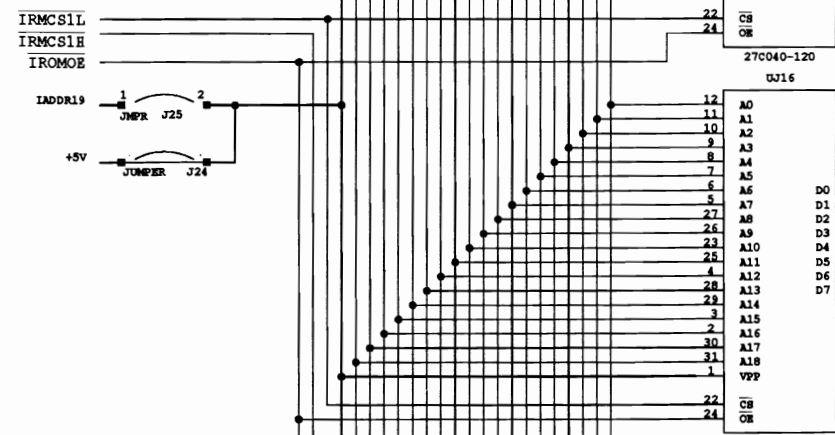 IRMCS1L
IRMCS1H
IROMOE
22 CS
24 OE
27C040-120
UJ16
IADDR19 1 2
JMPR J25
+5V
JUMPER J24
12 A0
11 A1
10 A2
9 A3
8 A4
7 A5
6 A6 D0
5 A7 D1
27 A8 D2
26 A9 D3
23 A10 D4
25 A11 D5
4 A12 D6
28 A13 D7
29 A14
3 A15
2 A16
30 A17
31 A18
1 VPP
22 CS
24 OE